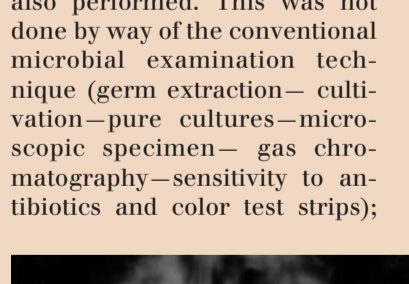 also performed. This was not
done by way of the conventional
microbial examination tech-
nique (germ extraction— culti-
vation—pure cultures—micro-
scopic specimen— gas chro-
matography—sensitivity to an-
tibiotics and color test strips);